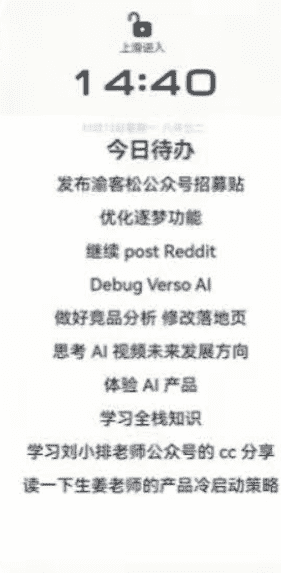 上滑进入
14:40
今日待办
发布渝客松公众号招募贴
优化逐梦功能
继续 post Reddit
Debug Verso AI
做好竞品分析 修改落地页
思考 AI 视频未来发展方向
体验 AI 产品
学习全栈知识
学习刘小排老师公众号的 cc 分享
读一下生姜老师的产品冷启动策略